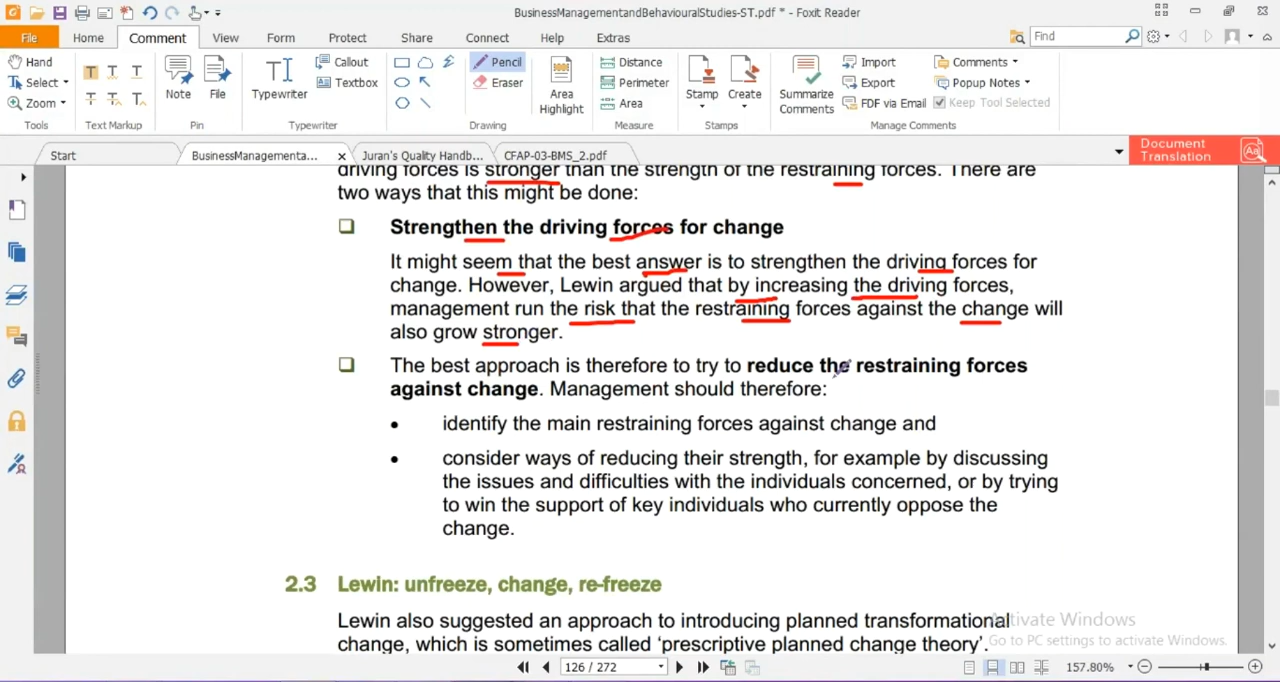 BusinessManagementandBehaviouralStudies-ST.pdf * - Foxit Reader
File Home Comment View Form Protect Share Connect Help Extras
Find
Hand
Select
Zoom
Tools
Text Markup
Note
File
Pin
Typewriter
Callout
Textbox
Typewriter
Pencil
Eraser
Area
Highlight
Drawing
Distance
Perimeter
Area
Measure
Stamp
Create
Stamps
Summarize
Comments
Import
Export
FDF via Email
Comments
Popup Notes
Keep Tool Selected
Manage Comments
Start
BusinessManagementa...
Juran's Quality Handb...
CFAP-03-BMS_2.pdf
Document
Translation
driving forces is stronger than the strength of the restraining forces. There are
two ways that this might be done:
Strengthen the driving forces for change
It might seem that the best answer is to strengthen the driving forces for
change. However, Lewin argued that by increasing the driving forces,
management run the risk that the restraining forces against the change will
also grow stronger.
The best approach is therefore to try to reduce the restraining forces
against change. Management should therefore:
• identify the main restraining forces against change and
• consider ways of reducing their strength, for example by discussing
the issues and difficulties with the individuals concerned, or by trying
to win the support of key individuals who currently oppose the
change.
2.3 Lewin: unfreeze, change, re-freeze
Lewin also suggested an approach to introducing planned transformational
change, which is sometimes called 'prescriptive planned change theory'.
Activate Windows
Go to PC settings to activate Windows.
126 / 272
157.80%